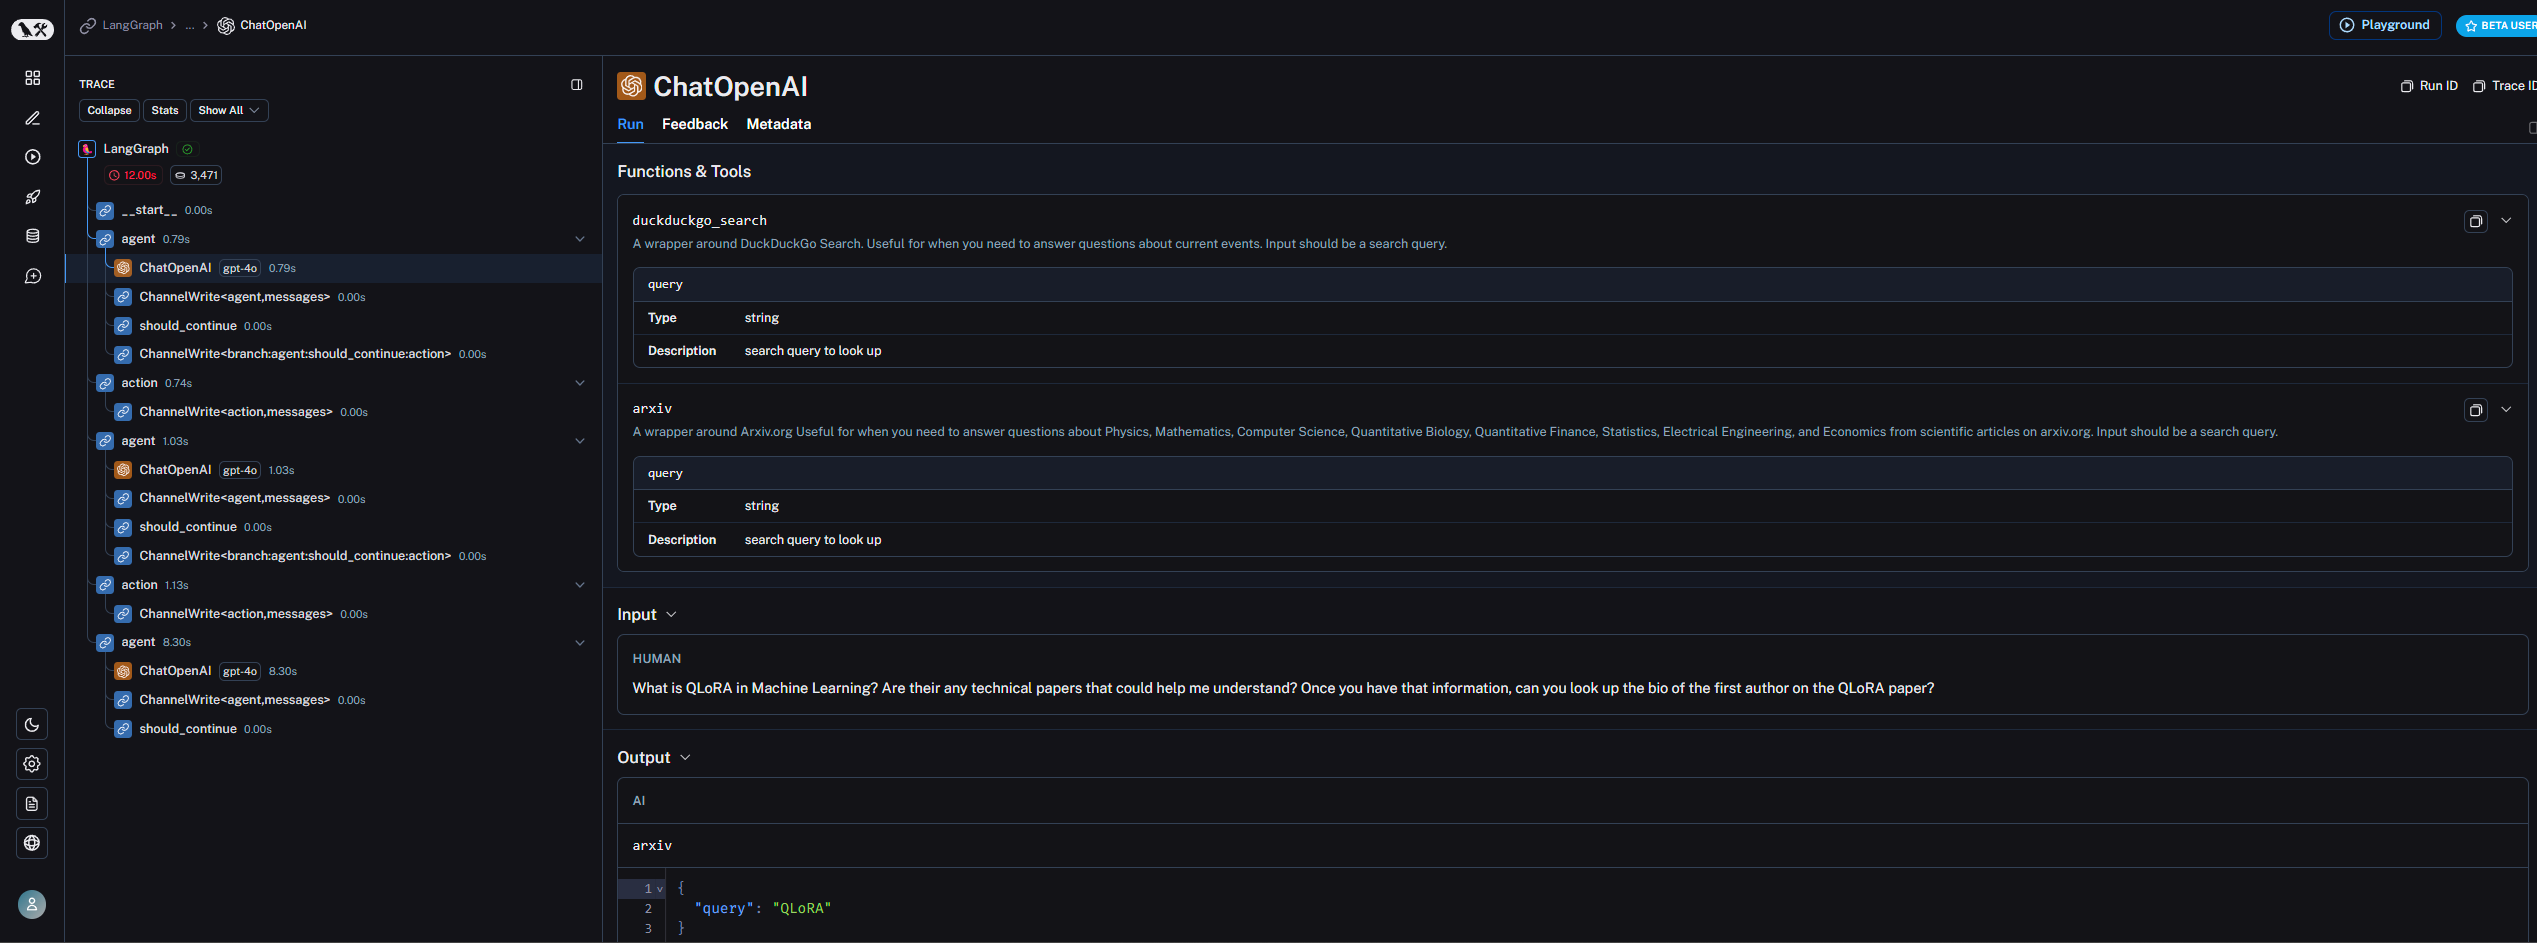 LangGraph > ... > ChatOpenAI
Playground
BETA USER
TRACE
Collapse
Stats
Show All
LangGraph
12.00s
3,471
__start__ 0.00s
agent 0.79s
ChatOpenAI gpt-4o 0.79s
ChannelWrite<agent,messages> 0.00s
should_continue 0.00s
ChannelWrite<branch:agent:should_continue:action> 0.00s
action 0.74s
ChannelWrite<action,messages> 0.00s
agent 1.03s
ChatOpenAI gpt-4o 1.03s
ChannelWrite<agent,messages> 0.00s
should_continue 0.00s
ChannelWrite<branch:agent:should_continue:action> 0.00s
action 1.13s
ChannelWrite<action,messages> 0.00s
agent 8.30s
ChatOpenAI gpt-4o 8.30s
ChannelWrite<agent,messages> 0.00s
should_continue 0.00s
ChatOpenAI
Run ID
Trace ID
Run
Feedback
Metadata
Functions & Tools
duckduckgo_search
A wrapper around DuckDuckGo Search. Useful for when you need to answer questions about current events. Input should be a search query.
query
Type string
Description search query to look up
arxiv
A wrapper around Arxiv.org Useful for when you need to answer questions about Physics, Mathematics, Computer Science, Quantitative Biology, Quantitative Finance, Statistics, Electrical Engineering, and Economics from scientific articles on arxiv.org. Input should be a search query.
query
Type string
Description search query to look up
Input
HUMAN
What is QLoRA in Machine Learning? Are their any technical papers that could help me understand? Once you have that information, can you look up the bio of the first author on the QLoRA paper?
Output
AI
arxiv
1 {
2 "query": "QLoRA"
3 }